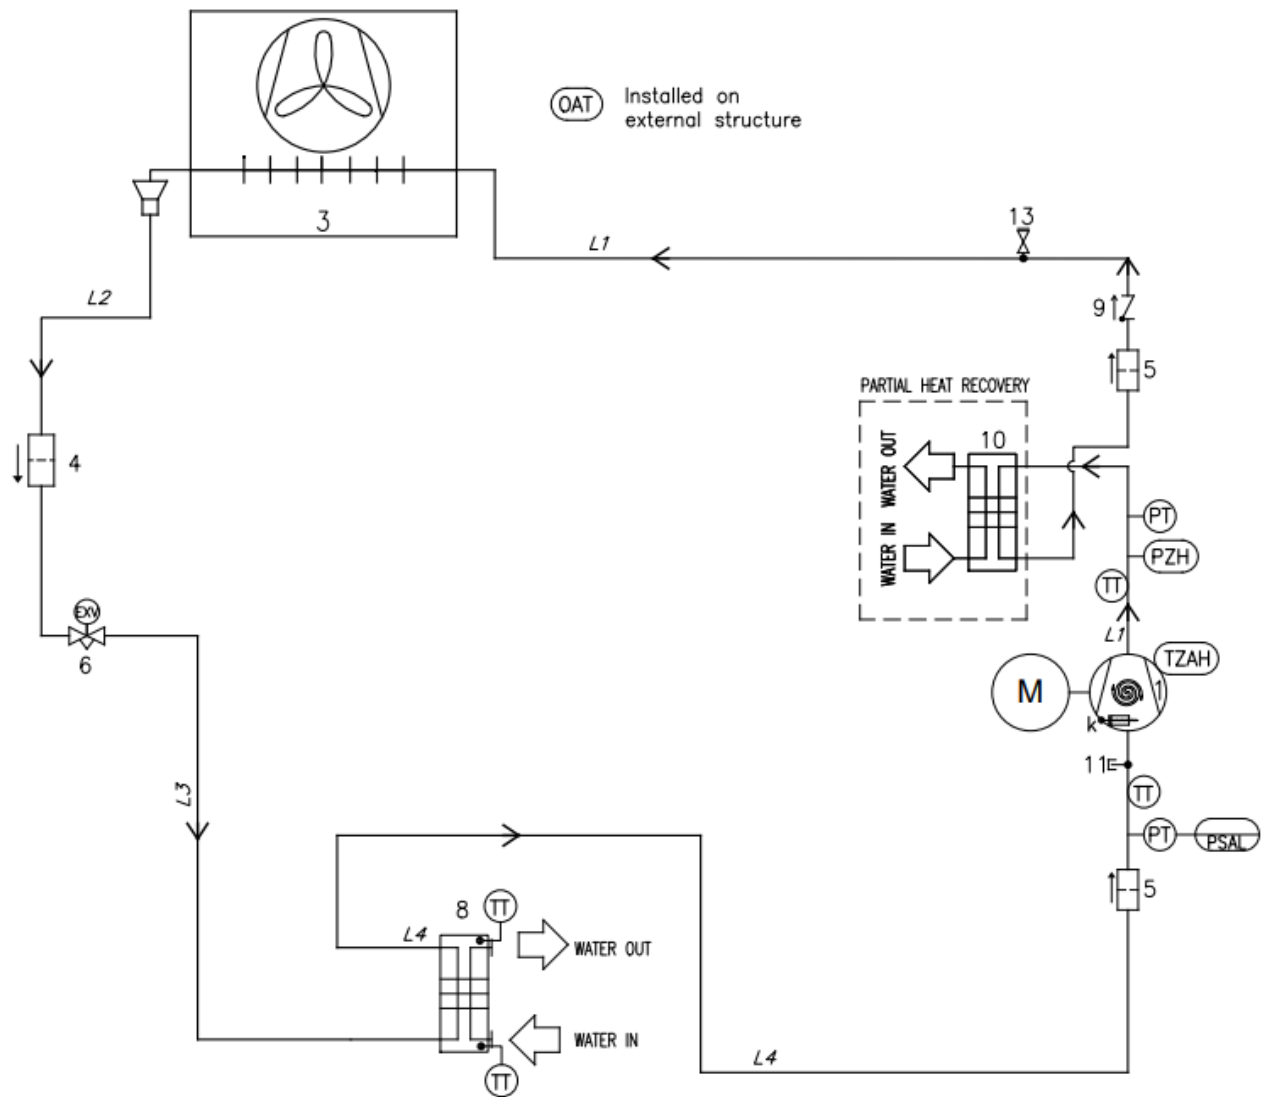 OAT
Installed on
external structure
3
L1
13
L2
9
5
PARTIAL HEAT RECOVERY
4
10
WATER OUT
WATER IN
PT
PZH
TT
EXV
6
L1
TZAH
M
1
k
11
TT
L3
PT
PSAL
5
8
TT
L4
WATER OUT
WATER IN
L4
TT